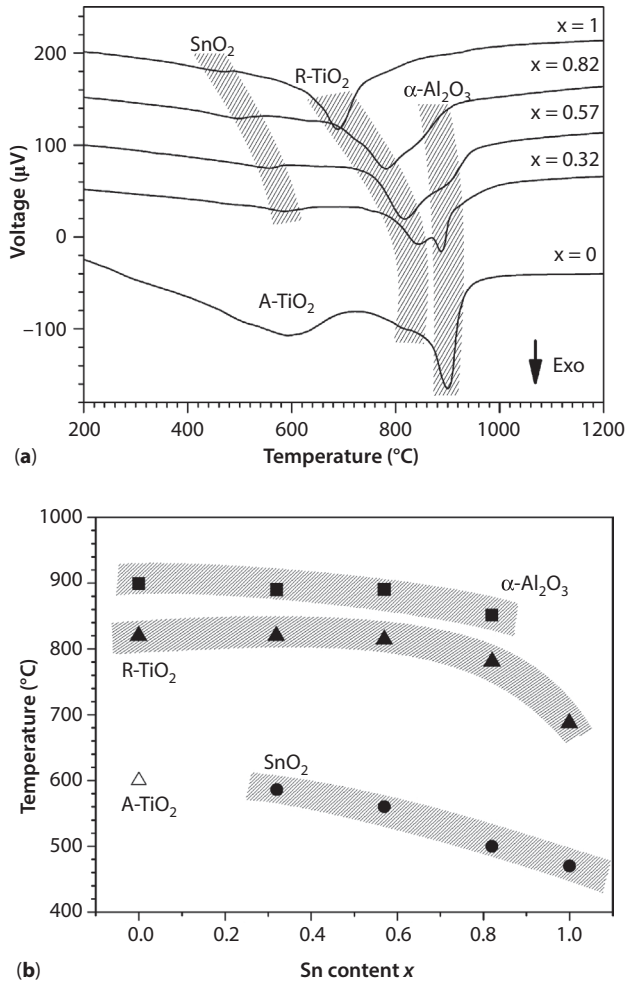 SnO₂
R-TiO₂
α-Al₂O₃
x = 1
x = 0.82
x = 0.57
x = 0.32
x = 0
A-TiO₂
Exo
200
100
0
−100
Voltage (μV)
200 400 600 800 1000 1200
(a) Temperature (°C)
1000
900
800
700
600
500
400
Temperature (°C)
α-Al₂O₃
R-TiO₂
SnO₂
A-TiO₂
0.0 0.2 0.4 0.6 0.8 1.0
(b) Sn content x